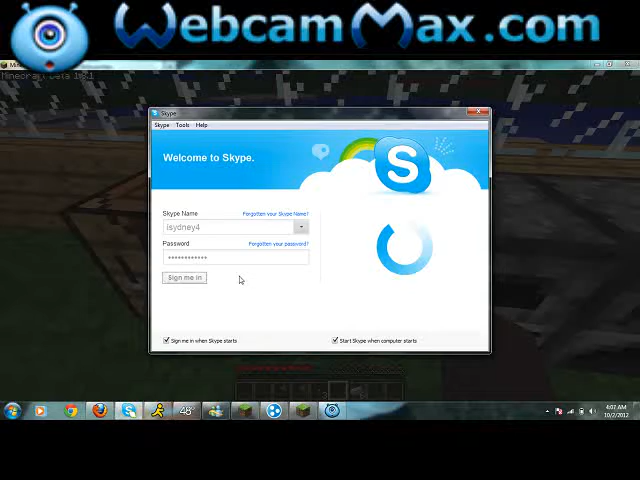 WebcamMax.com
Minecraft Beta 1.8.1
Skype
Skype Tools Help
Welcome to Skype.
S
Skype Name Forgotten your Skype Name?
isydney4
Password Forgotten your password?
Sign me in
Sign me in when Skype starts Start Skype when computer starts
48°
4:07 AM
10/2/2012